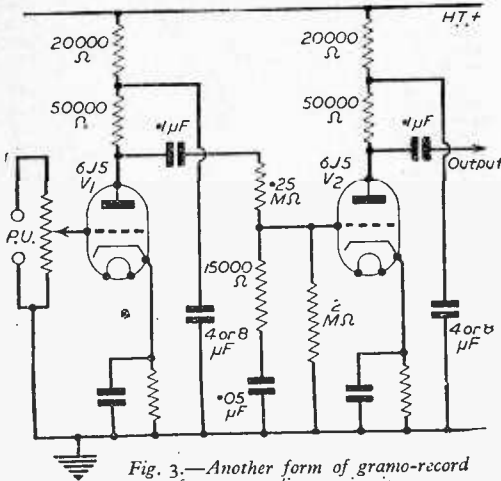 HT.+
20000
Ω
20000
Ω
50000
Ω
50000
Ω
·1μF
·1μF
6J5
V1
6J5
V2
Output
·25
MΩ
P.U.
15000
Ω
·2
MΩ
4 or 8
μF
4 or 8
μF
·05
μF
Fig. 3.—Another form of gramo-record